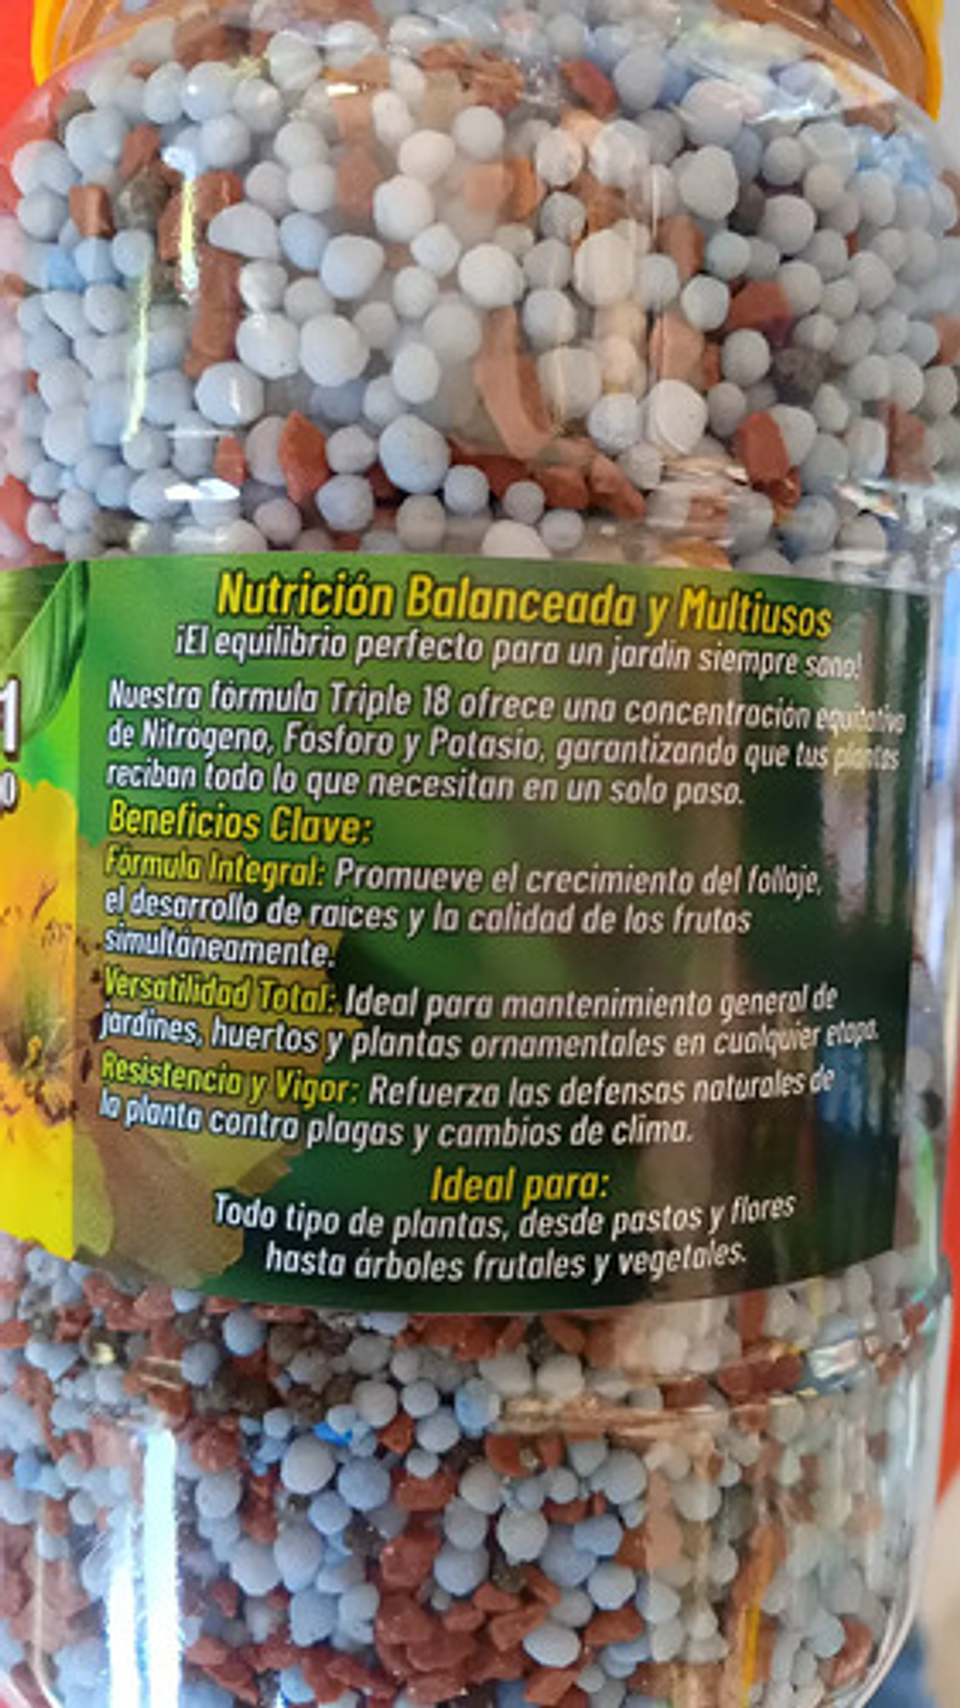 Nutrición Balanceada y Multiusos
¡El equilibrio perfecto para un jardín siempre sano!
Nuestra fórmula Triple 18 ofrece una concentración equitativa
de Nitrógeno, Fósforo y Potasio, garantizando que tus plantas
reciban todo lo que necesitan en un solo paso.
Beneficios Clave:
Fórmula Integral: Promueve el crecimiento del follaje,
el desarrollo de raíces y la calidad de los frutos
simultáneamente.
Versatilidad Total: Ideal para mantenimiento general de
jardines, huertos y plantas ornamentales en cualquier etapa.
Resistencia y Vigor: Refuerza las defensas naturales de
la planta contra plagas y cambios de clima.
Ideal para:
Todo tipo de plantas, desde pastos y flores
hasta árboles frutales y vegetales.